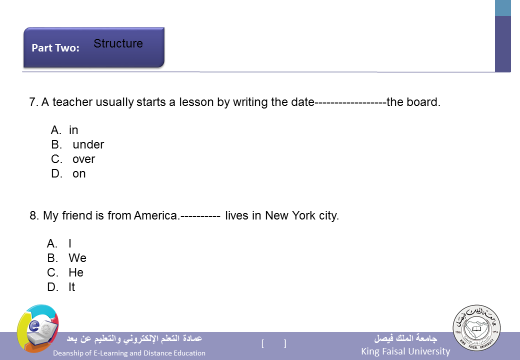 Part Two: Structure
7. A teacher usually starts a lesson by writing the date------------------the board.
A. in
B. under
C. over
D. on
8. My friend is from America.---------- lives in New York city.
A. I
B. We
C. He
D. It
عمادة التعلم الإلكتروني والتعليم عن بعد
Deanship of E-Learning and Distance Education
[ ]
جامعة الملك فيصل
King Faisal University